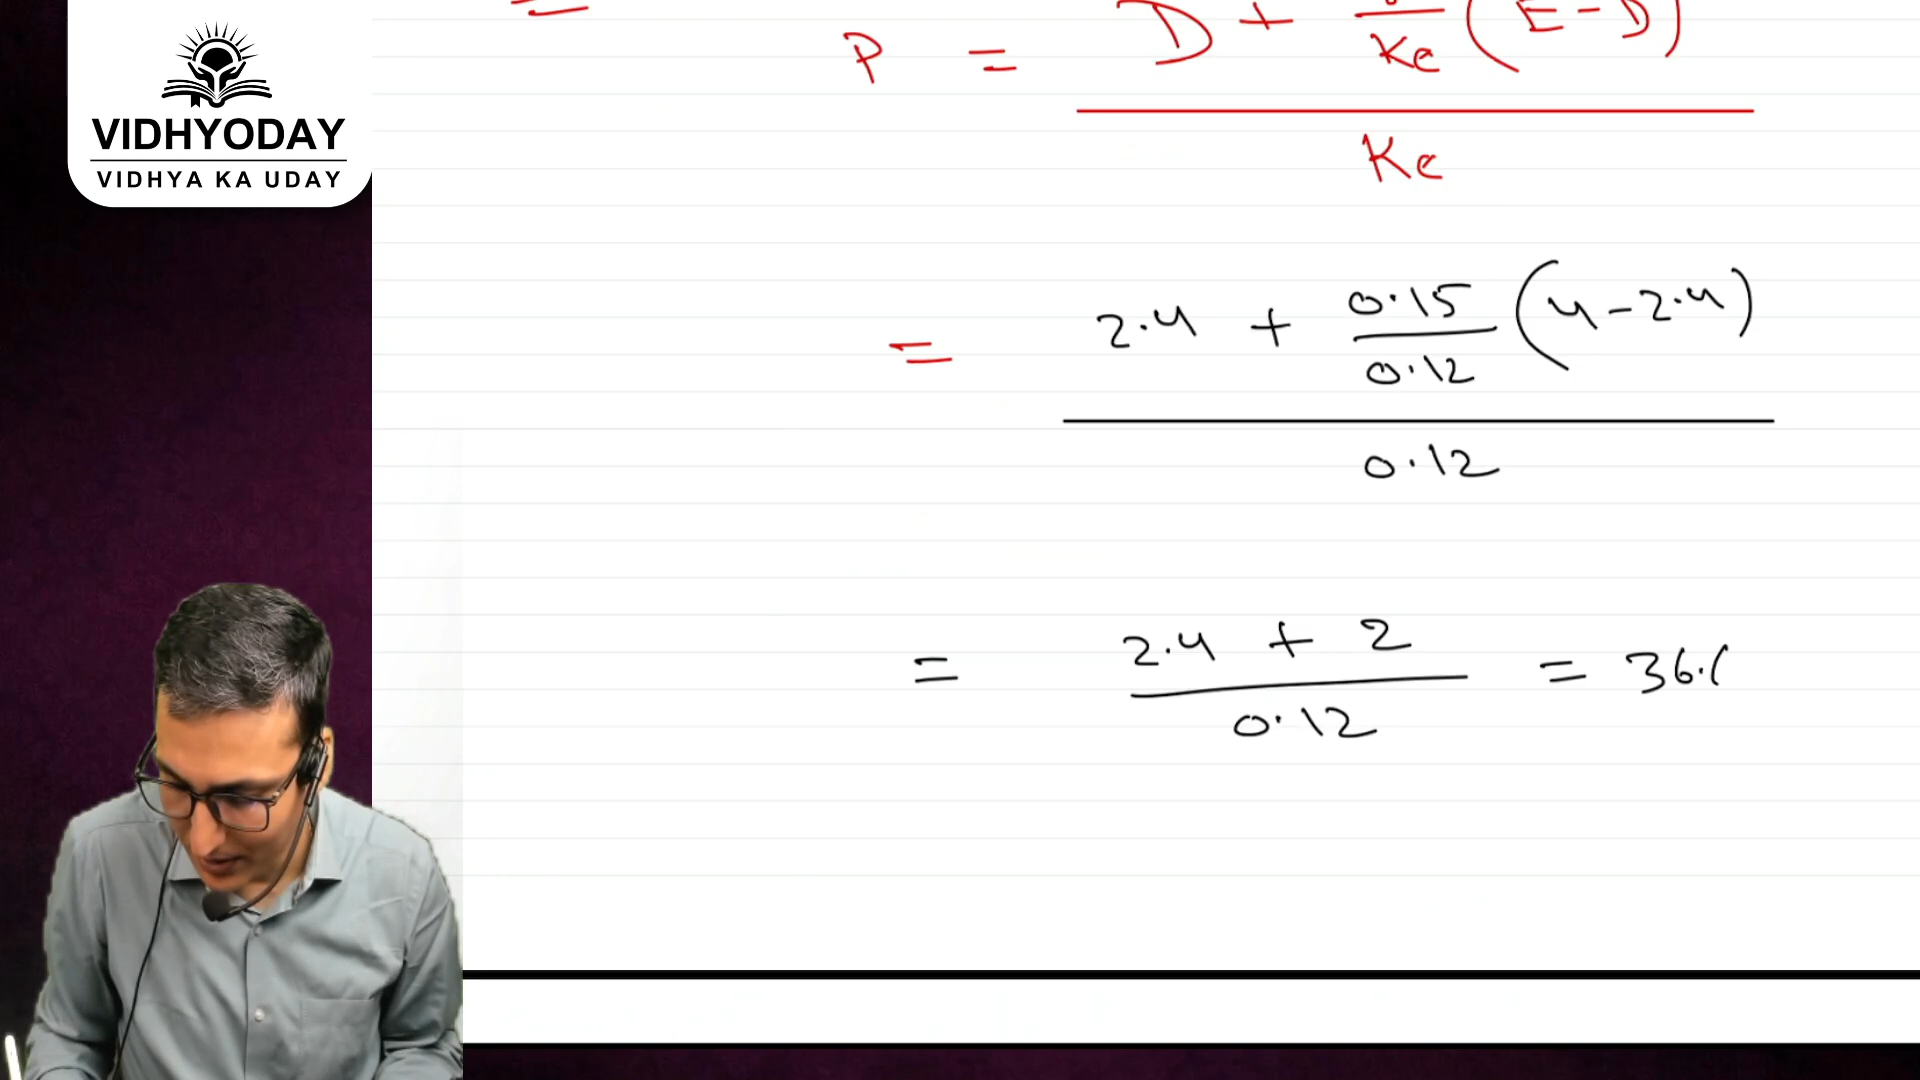 VIDHYODAY
VIDHYA KA UDAY
P = D + r/Ke (E - D)
Ke
= 2.4 + 0.15/0.12 (4 - 2.4)
0.12
= 2.4 + 2 / 0.12 = 36.